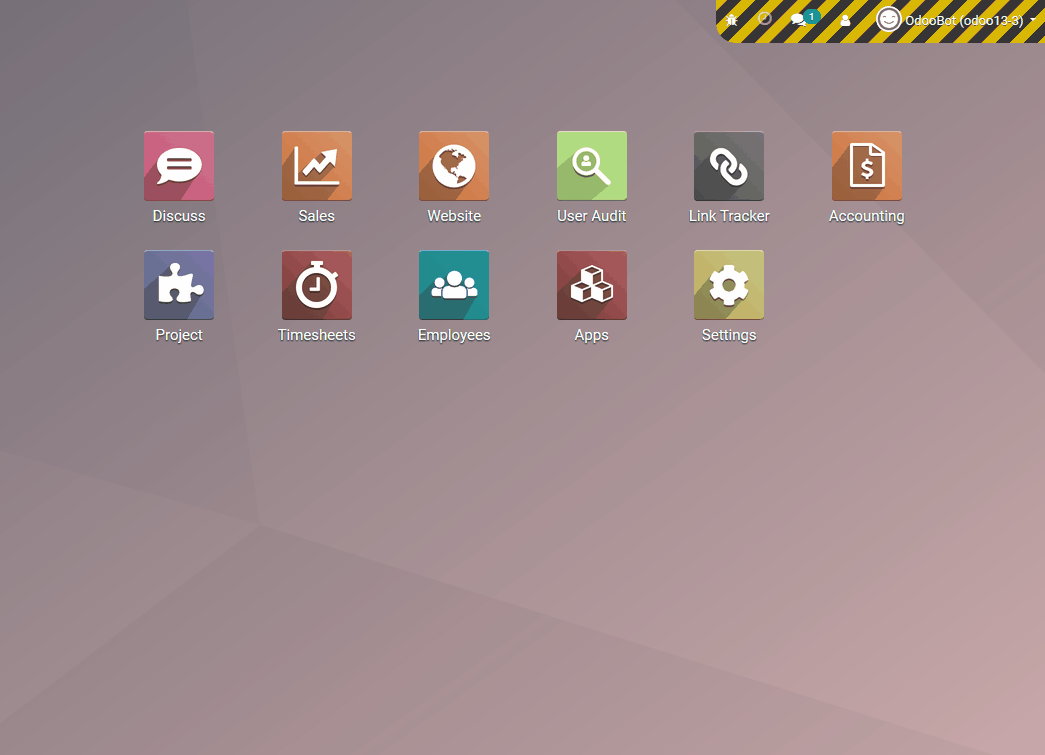 1 OdooBot (odoo13-3)
Discuss Sales Website User Audit Link Tracker Accounting
Project Timesheets Employees Apps Settings